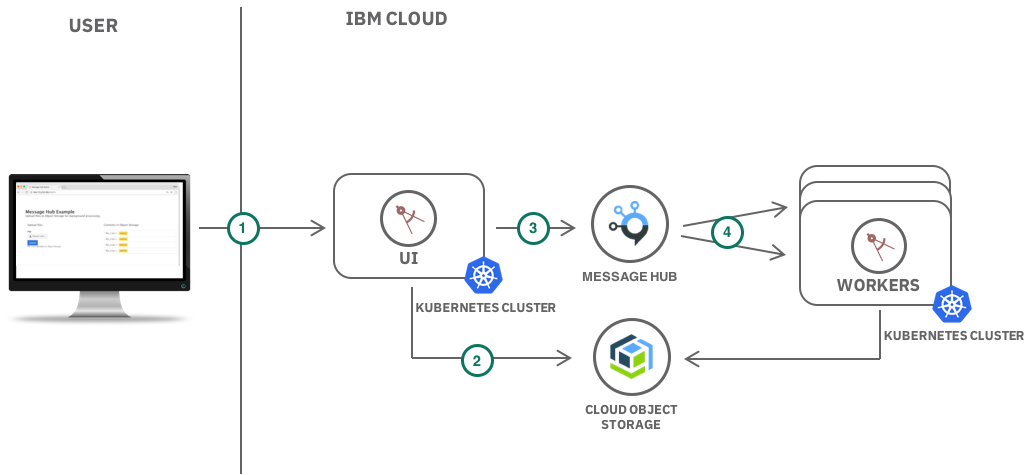 USER
IBM CLOUD
Message Hub Example
1
UI
KUBERNETES CLUSTER
2
3
MESSAGE HUB
CLOUD OBJECT
STORAGE
4
WORKERS
KUBERNETES CLUSTER